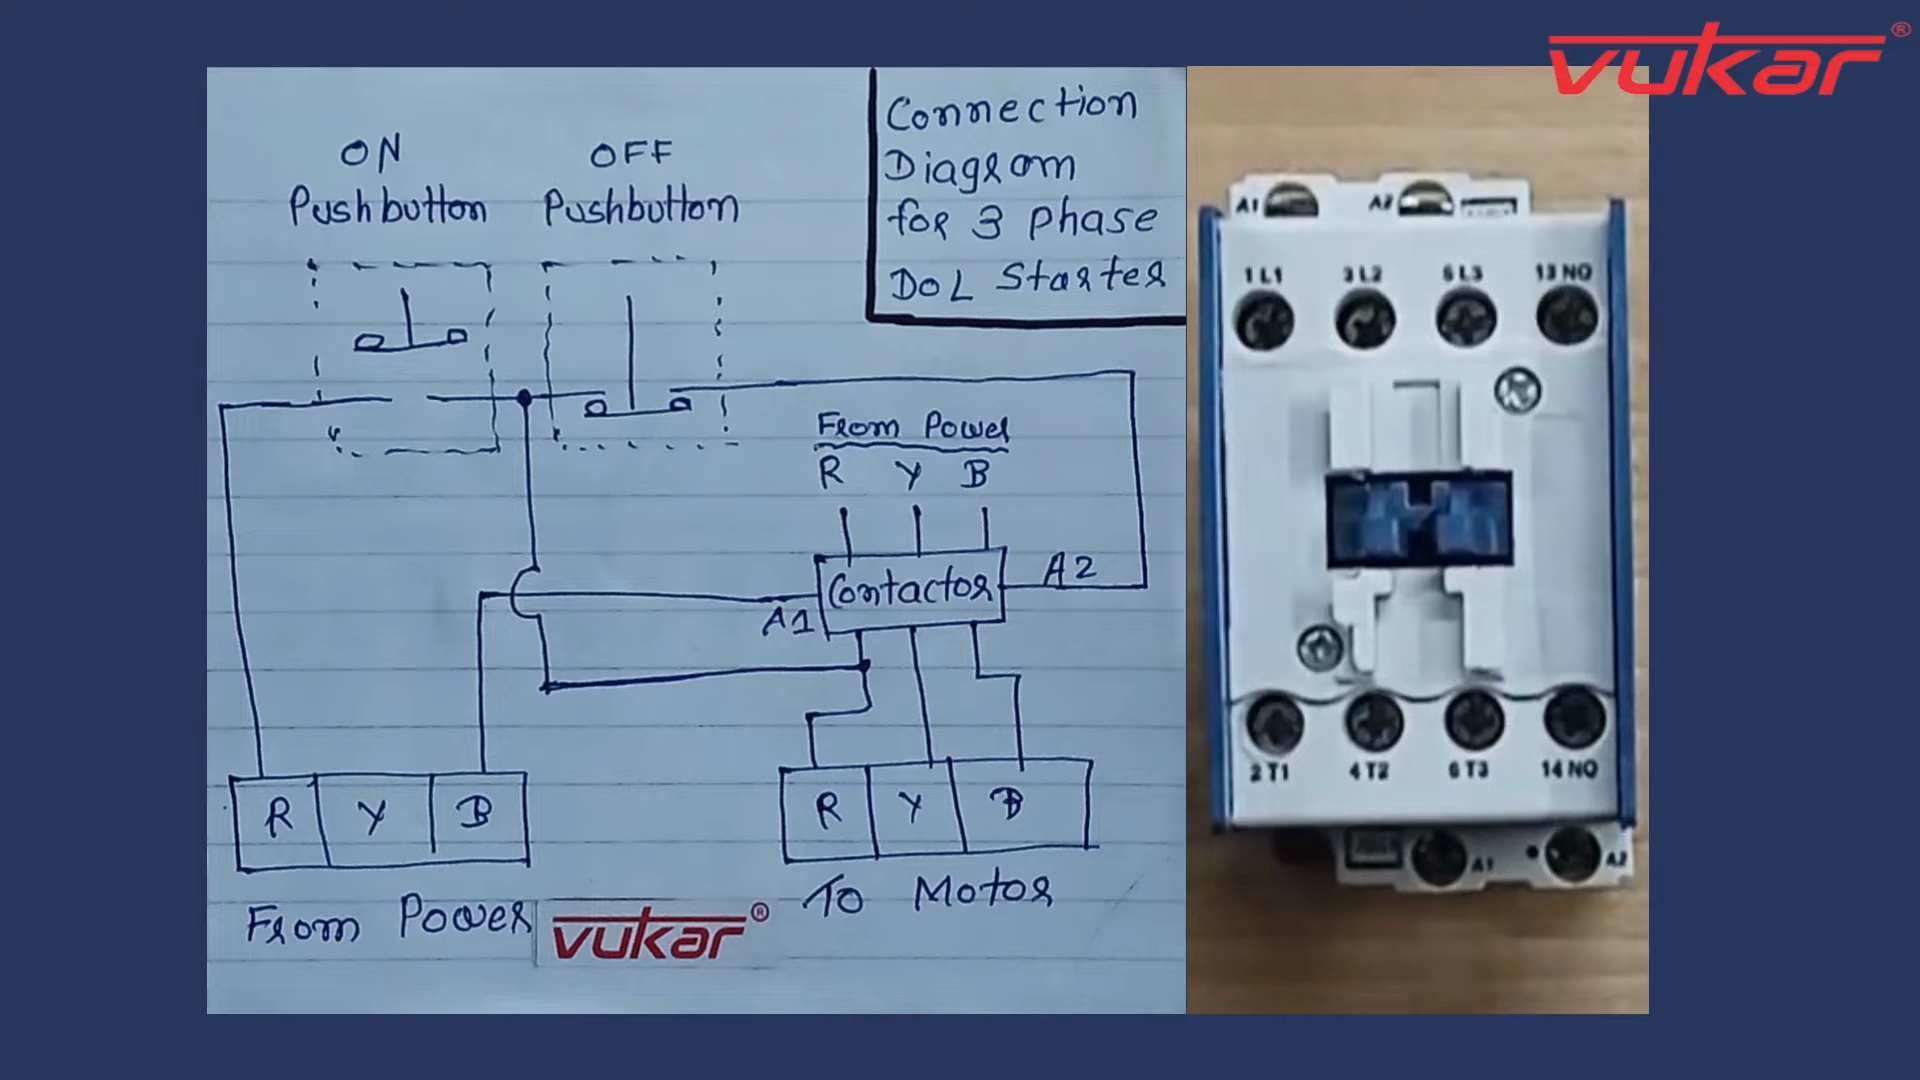 vukar®
Connection
Diagram
for 3 phase
DOL Starter
ON
Pushbutton
OFF
Pushbutton
From Power
R Y B
Contactor
A1
A2
R Y B
From Power
R Y B
To Motor
vukar®
A1 A2
1 L1 3 L2 5 L3 13 NO
2 T1 4 T2 6 T3 14 NO
A1 A2